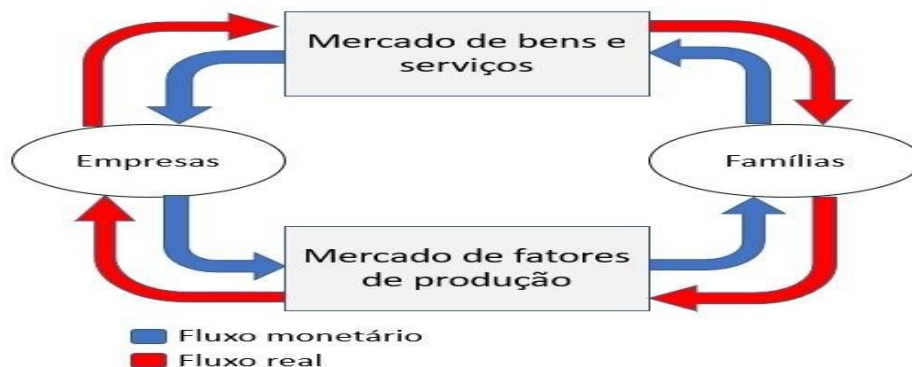 Mercado de bens e
serviços
Empresas
Famílias
Mercado de fatores
de produção
Fluxo monetário
Fluxo real